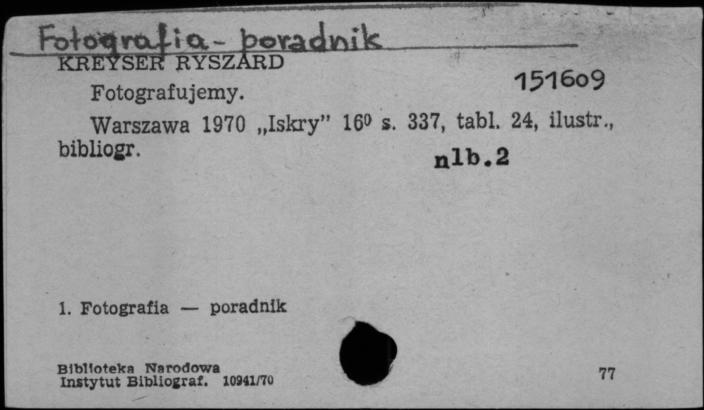 Fotografia - poradnik
KREYSER RYSZARD
151609
Fotografujemy.
Warszawa 1970 „Iskry” 16⁰ s. 337, tabl. 24, ilustr.,
bibliogr.
nlb.2
1. Fotografia — poradnik
Biblioteka Narodowa
Instytut Bibliograf. 10941/70
77